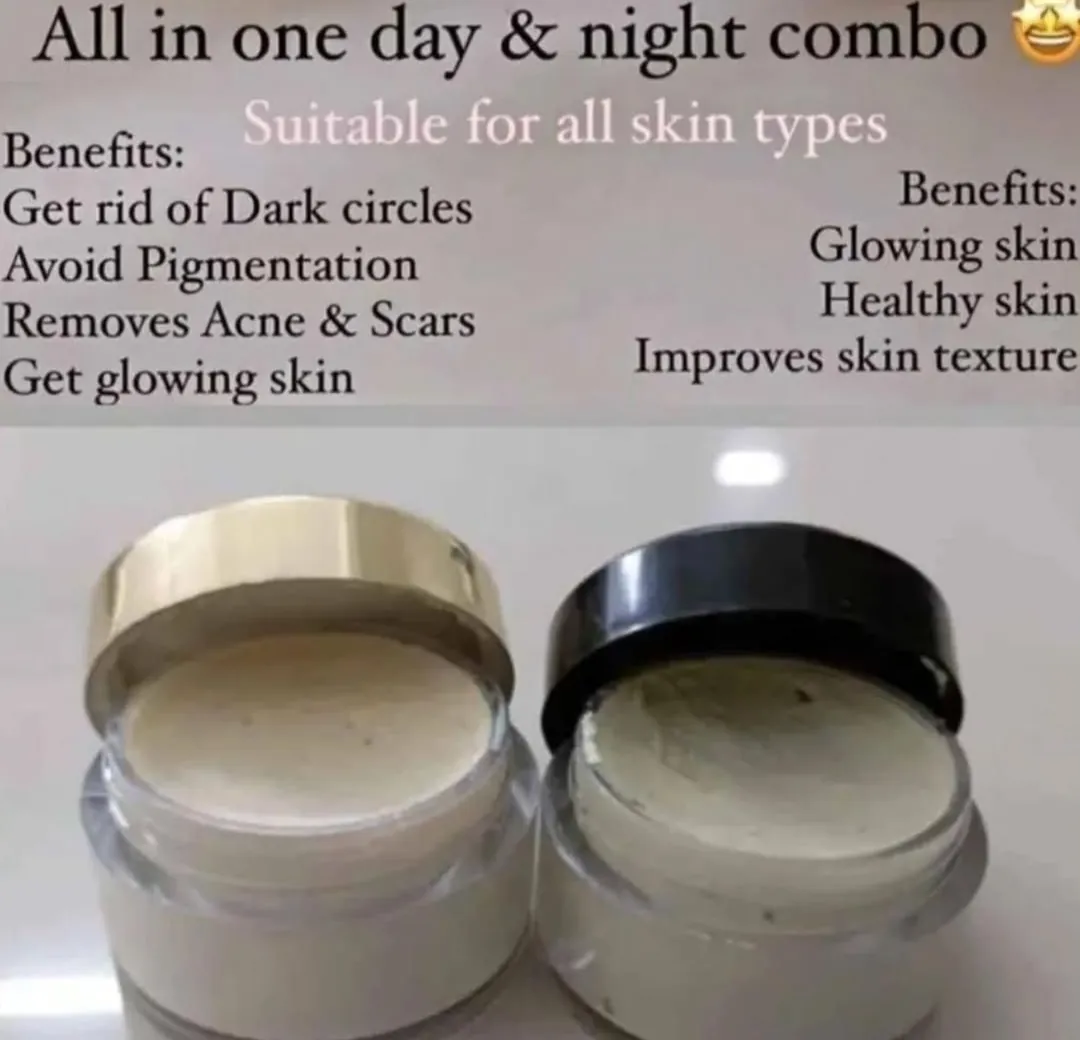 All in one day & night combo 🤩
Suitable for all skin types
Benefits:
Get rid of Dark circles
Avoid Pigmentation
Removes Acne & Scars
Get glowing skin
Benefits:
Glowing skin
Healthy skin
Improves skin texture